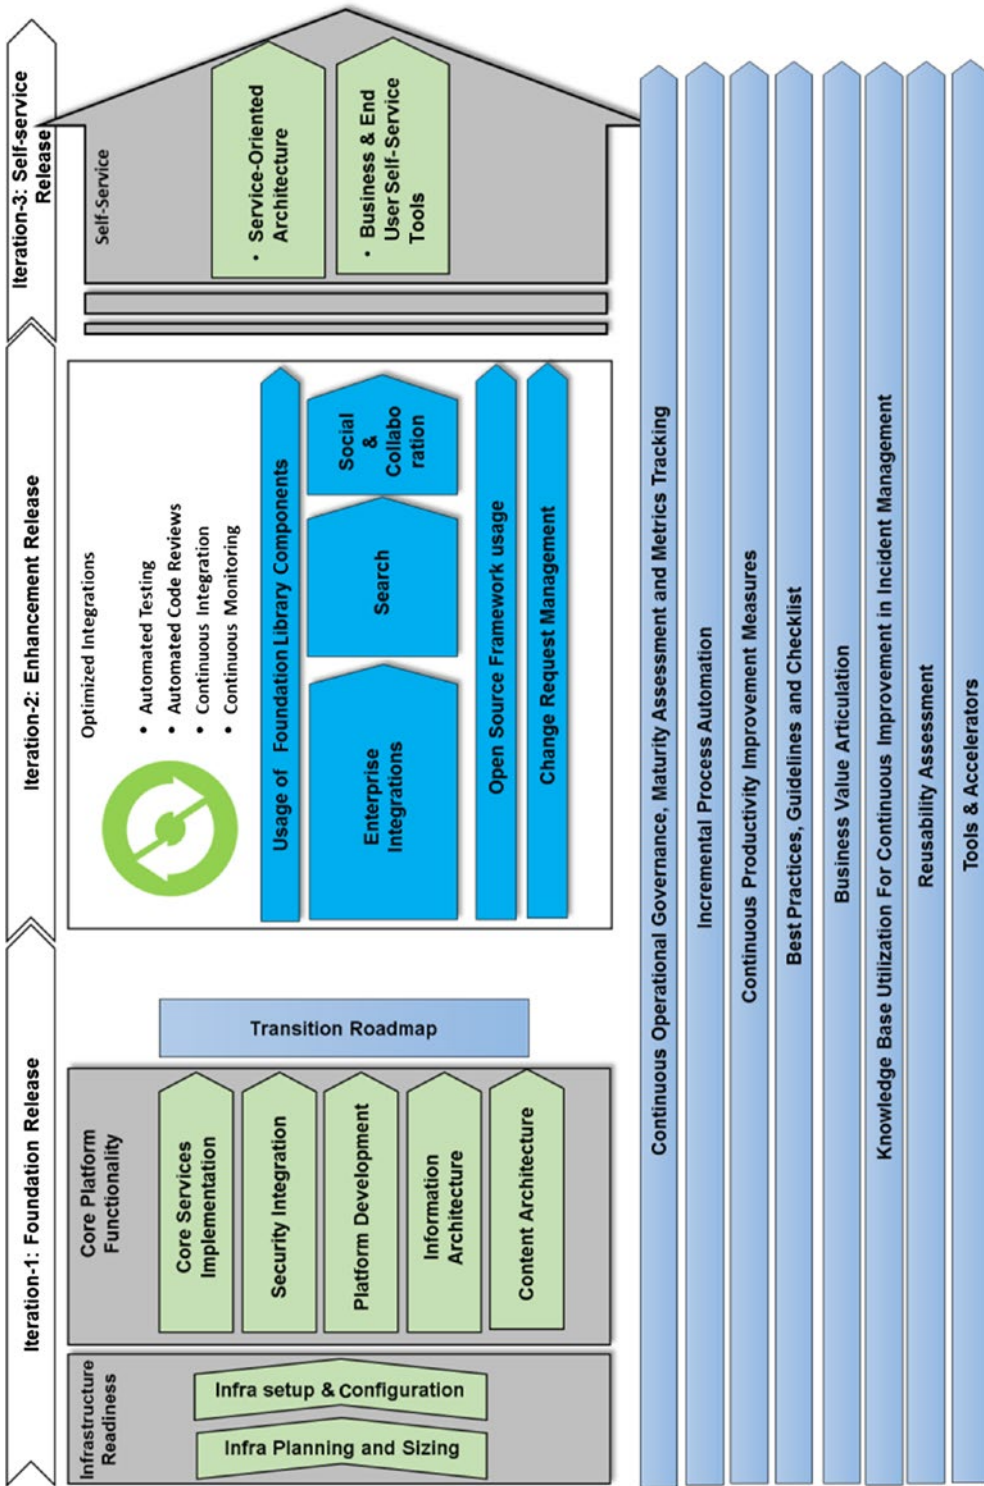 Iteration-1: Foundation Release
Iteration-2: Enhancement Release
Iteration-3: Self-service
Release
Infrastructure
Readiness
Infra Planning and Sizing
Infra setup & Configuration
Core Platform
Functionality
Core Services
Implementation
Security Integration
Platform Development
Information
Architecture
Content Architecture
Transition Roadmap
Optimized Integrations
• Automated Testing
• Automated Code Reviews
• Continuous Integration
• Continuous Monitoring
Usage of Foundation Library Components
Enterprise
Integrations
Search
Social
&
Collabo
ration
Open Source Framework usage
Change Request Management
Self-Service
• Service-Oriented
Architecture
• Business & End
User Self-Service
Tools
Continuous Operational Governance, Maturity Assessment and Metrics Tracking
Incremental Process Automation
Continuous Productivity Improvement Measures
Best Practices, Guidelines and Checklist
Business Value Articulation
Knowledge Base Utilization For Continuous Improvement in Incident Management
Reusability Assessment
Tools & Accelerators